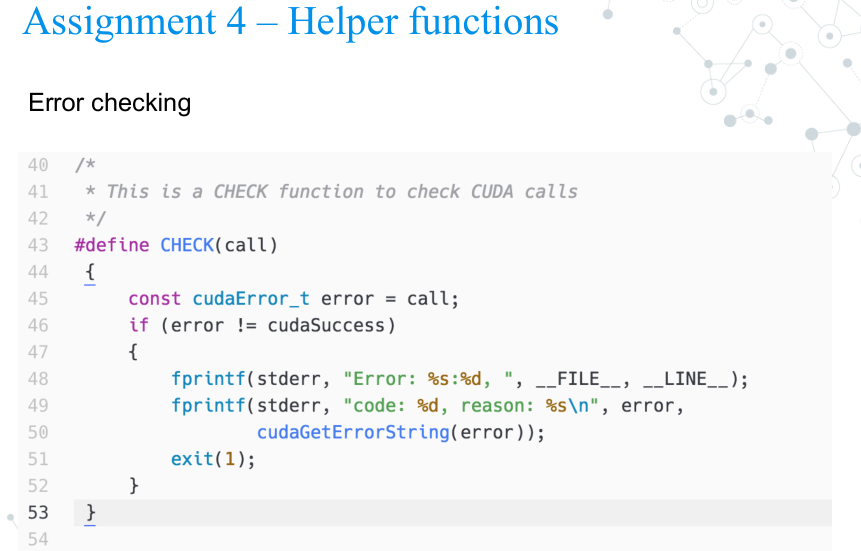 Assignment 4 – Helper functions
Error checking
40 /*
41  * This is a CHECK function to check CUDA calls
42  */
43 #define CHECK(call)
44  {
45      const cudaError_t error = call;
46      if (error != cudaSuccess)
47      {
48          fprintf(stderr, "Error: %s:%d, ", __FILE__, __LINE__);
49          fprintf(stderr, "code: %d, reason: %s\n", error,
50                  cudaGetErrorString(error));
51          exit(1);
52      }
53  }
54